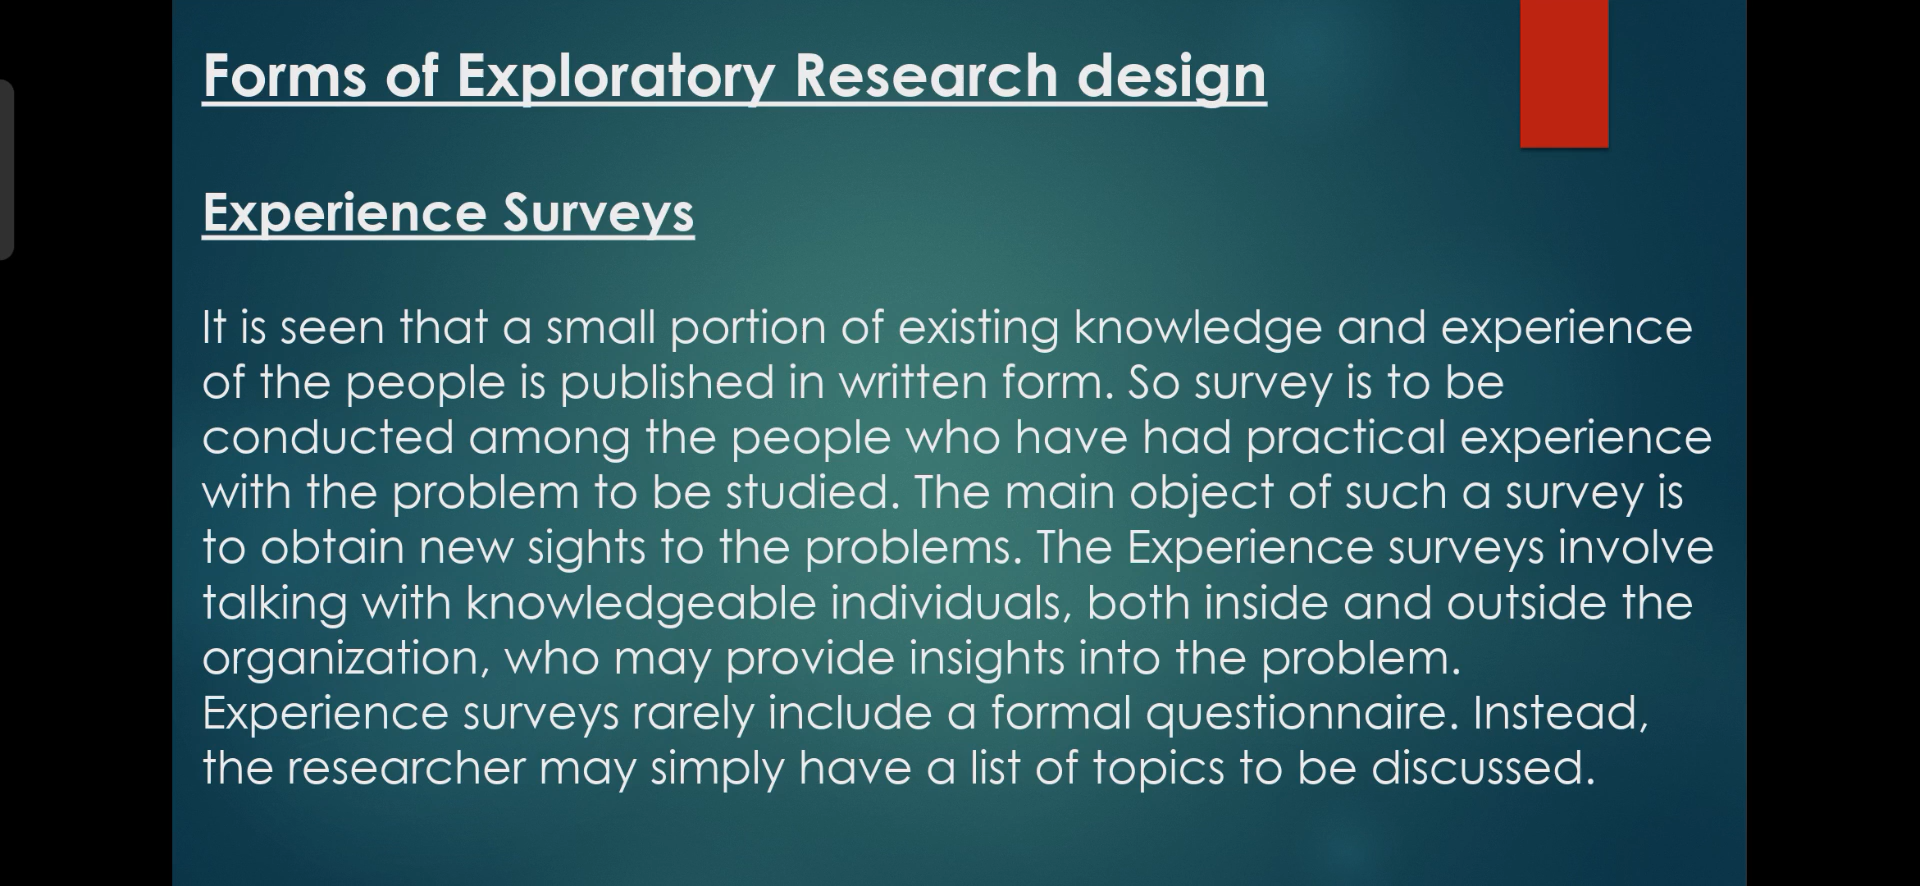 Forms of Exploratory Research design
Experience Surveys
It is seen that a small portion of existing knowledge and experience
of the people is published in written form. So survey is to be
conducted among the people who have had practical experience
with the problem to be studied. The main object of such a survey is
to obtain new sights to the problems. The Experience surveys involve
talking with knowledgeable individuals, both inside and outside the
organization, who may provide insights into the problem.
Experience surveys rarely include a formal questionnaire. Instead,
the researcher may simply have a list of topics to be discussed.